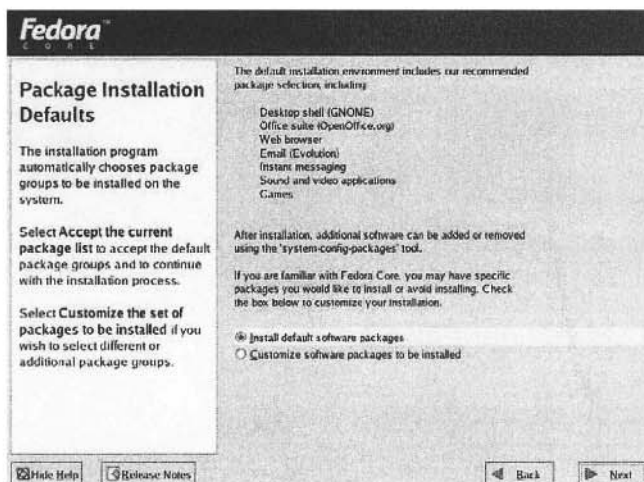 Fedora™
CORE
Package Installation
Defaults
The installation program
automatically chooses package
groups to be installed on the
system.
Select Accept the current
package list to accept the default
package groups and to continue
with the installation process.
Select Customize the set of
packages to be installed if you
wish to select different or
additional package groups.
The default installation environment includes our recommended
package selection, including:
Desktop shell (GNOME)
Office suite (OpenOffice.org)
Web browser
Email (Evolution)
Instant messaging
Sound and video applications
Games
After installation, additional software can be added or removed
using the 'system-config-packages' tool.
If you are familiar with Fedora Core, you may have specific
packages you would like to install or avoid installing. Check
the box below to customize your installation.
Install default software packages
Customize software packages to be installed
Hide Help
Release Notes
Back
Next